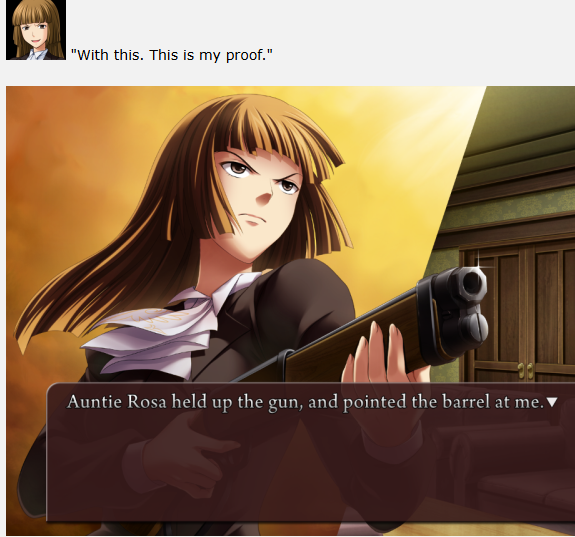 "With this. This is my proof."
Auntie Rosa held up the gun, and pointed the barrel at me.▼